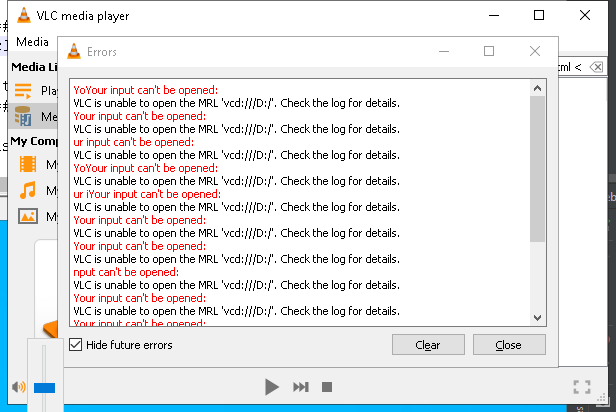 VLC media player
Media
Errors
Media Li
tml <
Pla
YoYour input can't be opened:
VLC is unable to open the MRL 'vcd:///D:/'. Check the log for details.
Me
Your input can't be opened:
VLC is unable to open the MRL 'vcd:///D:/'. Check the log for details.
My Comp
ur input can't be opened:
VLC is unable to open the MRL 'vcd:///D:/'. Check the log for details.
My
YoYour input can't be opened:
VLC is unable to open the MRL 'vcd:///D:/'. Check the log for details.
My
ur iYour input can't be opened:
VLC is unable to open the MRL 'vcd:///D:/'. Check the log for details.
My
Your input can't be opened:
VLC is unable to open the MRL 'vcd:///D:/'. Check the log for details.
Your input can't be opened:
VLC is unable to open the MRL 'vcd:///D:/'. Check the log for details.
nput can't be opened:
VLC is unable to open the MRL 'vcd:///D:/'. Check the log for details.
Your input can't be opened:
VLC is unable to open the MRL 'vcd:///D:/'. Check the log for details.
Your input can't be opened:
Hide future errors
Clear
Close